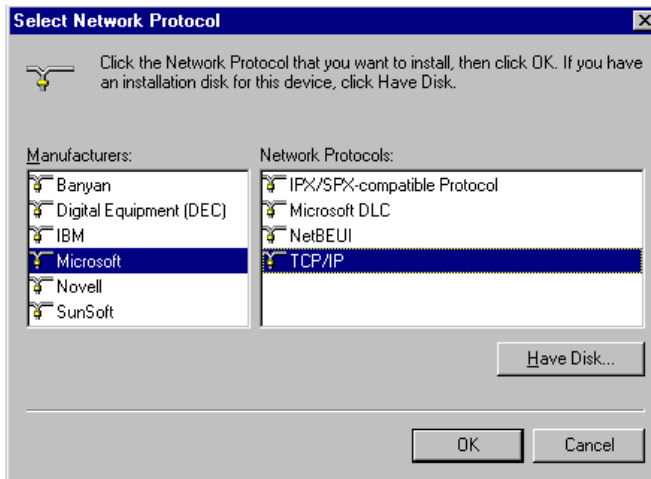 Select Network Protocol
Click the Network Protocol that you want to install, then click OK. If you have
an installation disk for this device, click Have Disk.
Manufacturers:
Banyan
Digital Equipment (DEC)
IBM
Microsoft
Novell
SunSoft
Network Protocols:
IPX/SPX-compatible Protocol
Microsoft DLC
NetBEUI
TCP/IP
Have Disk...
OK
Cancel